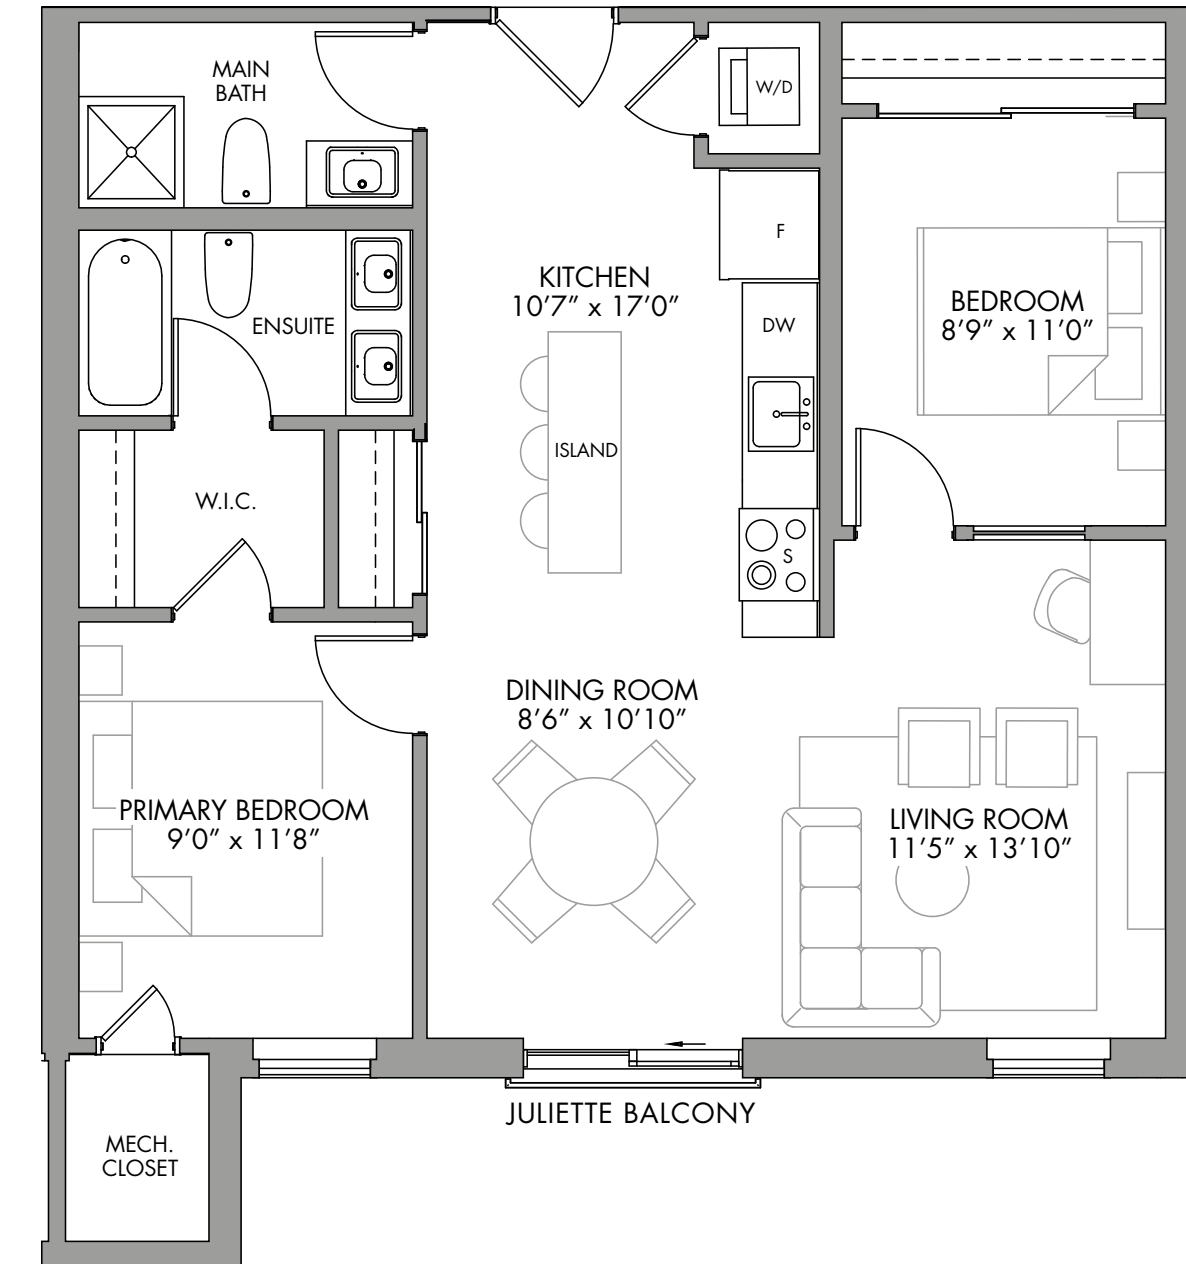 MAIN
BATH
W/D
F
KITCHEN
10’7” x 17’0”
BEDROOM
8’9” x 11’0”
ENSUITE
DW
ISLAND
W.I.C.
S
DINING ROOM
8’6” x 10’10”
PRIMARY BEDROOM
9’0” x 11’8”
LIVING ROOM
11’5” x 13’10”
JULIETTE BALCONY
MECH.
CLOSET